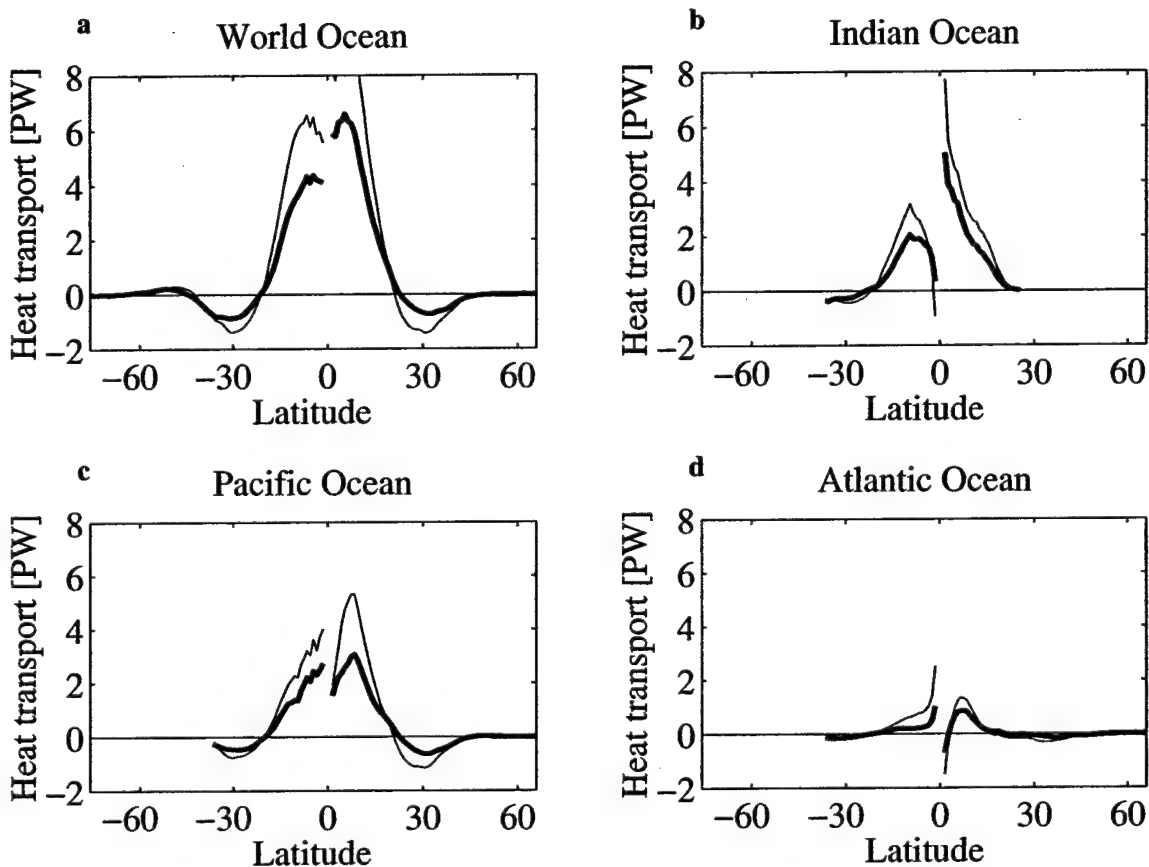 a
World Ocean
Heat transport [PW]
8
6
4
2
0
−2
−60 −30 0 30 60
Latitude
b
Indian Ocean
Heat transport [PW]
8
6
4
2
0
−2
−60 −30 0 30 60
Latitude
c
Pacific Ocean
Heat transport [PW]
8
6
4
2
0
−2
−60 −30 0 30 60
Latitude
d
Atlantic Ocean
Heat transport [PW]
8
6
4
2
0
−2
−60 −30 0 30 60
Latitude